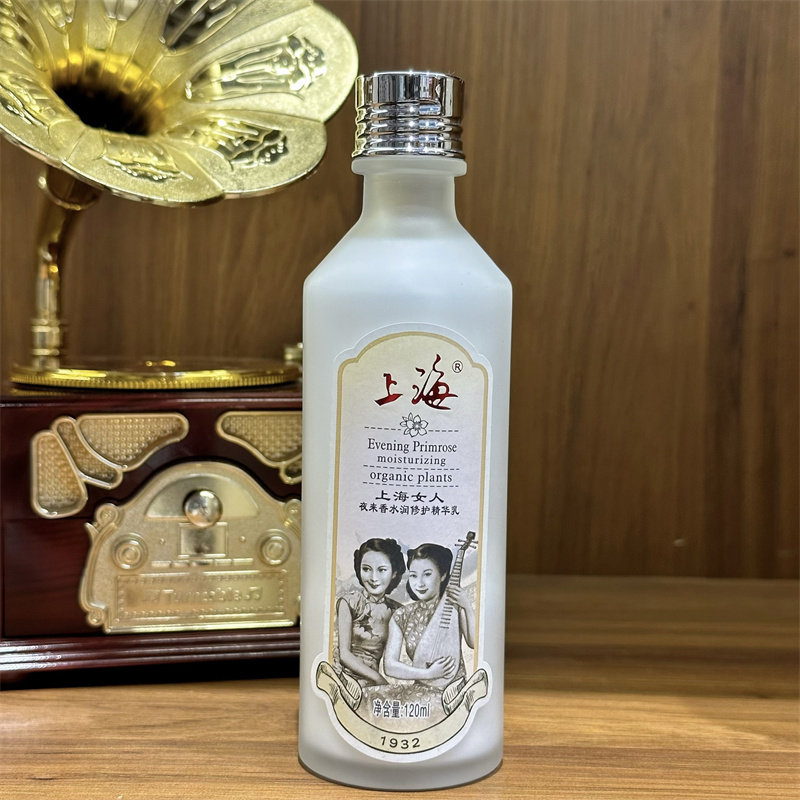 上海®
Evening Primrose
moisturizing
organic plants
上海女人
夜来香水润修护精华乳
净含量:120ml
1932